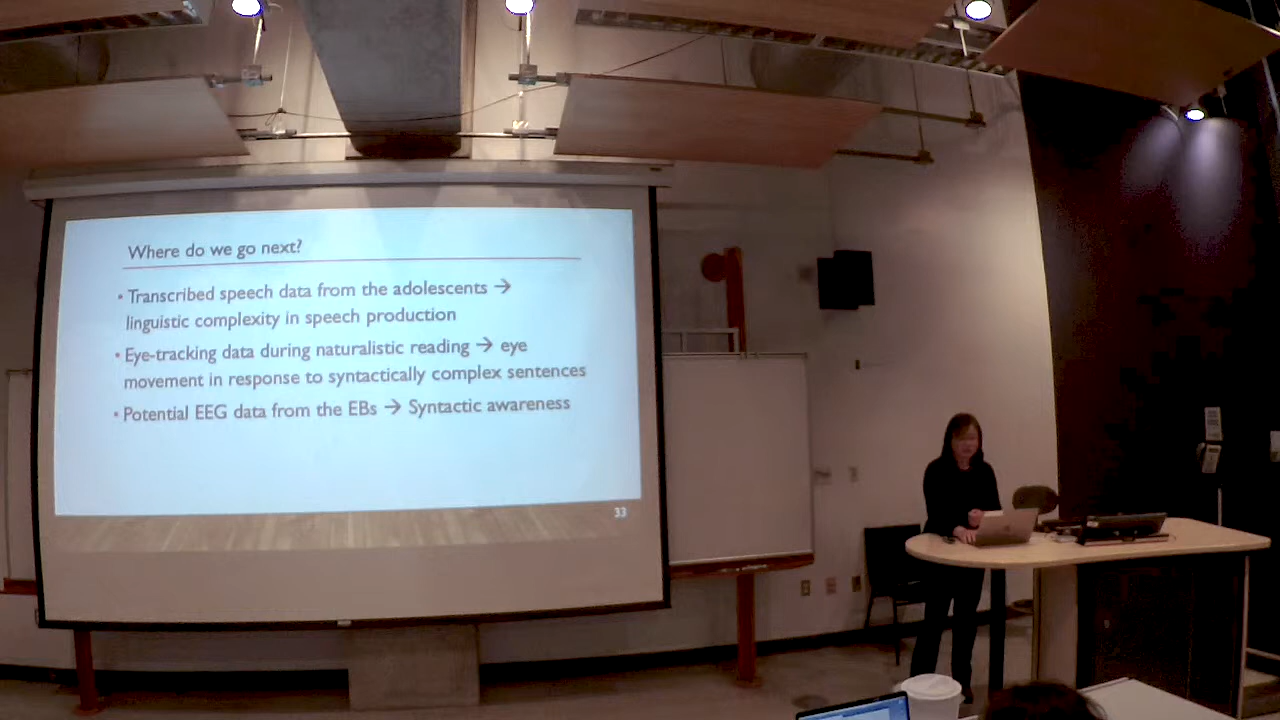 Where do we go next?
• Transcribed speech data from the adolescents →
linguistic complexity in speech production
• Eye-tracking data during naturalistic reading → eye
movement in response to syntactically complex sentences
• Potential EEG data from the EBs → Syntactic awareness
33